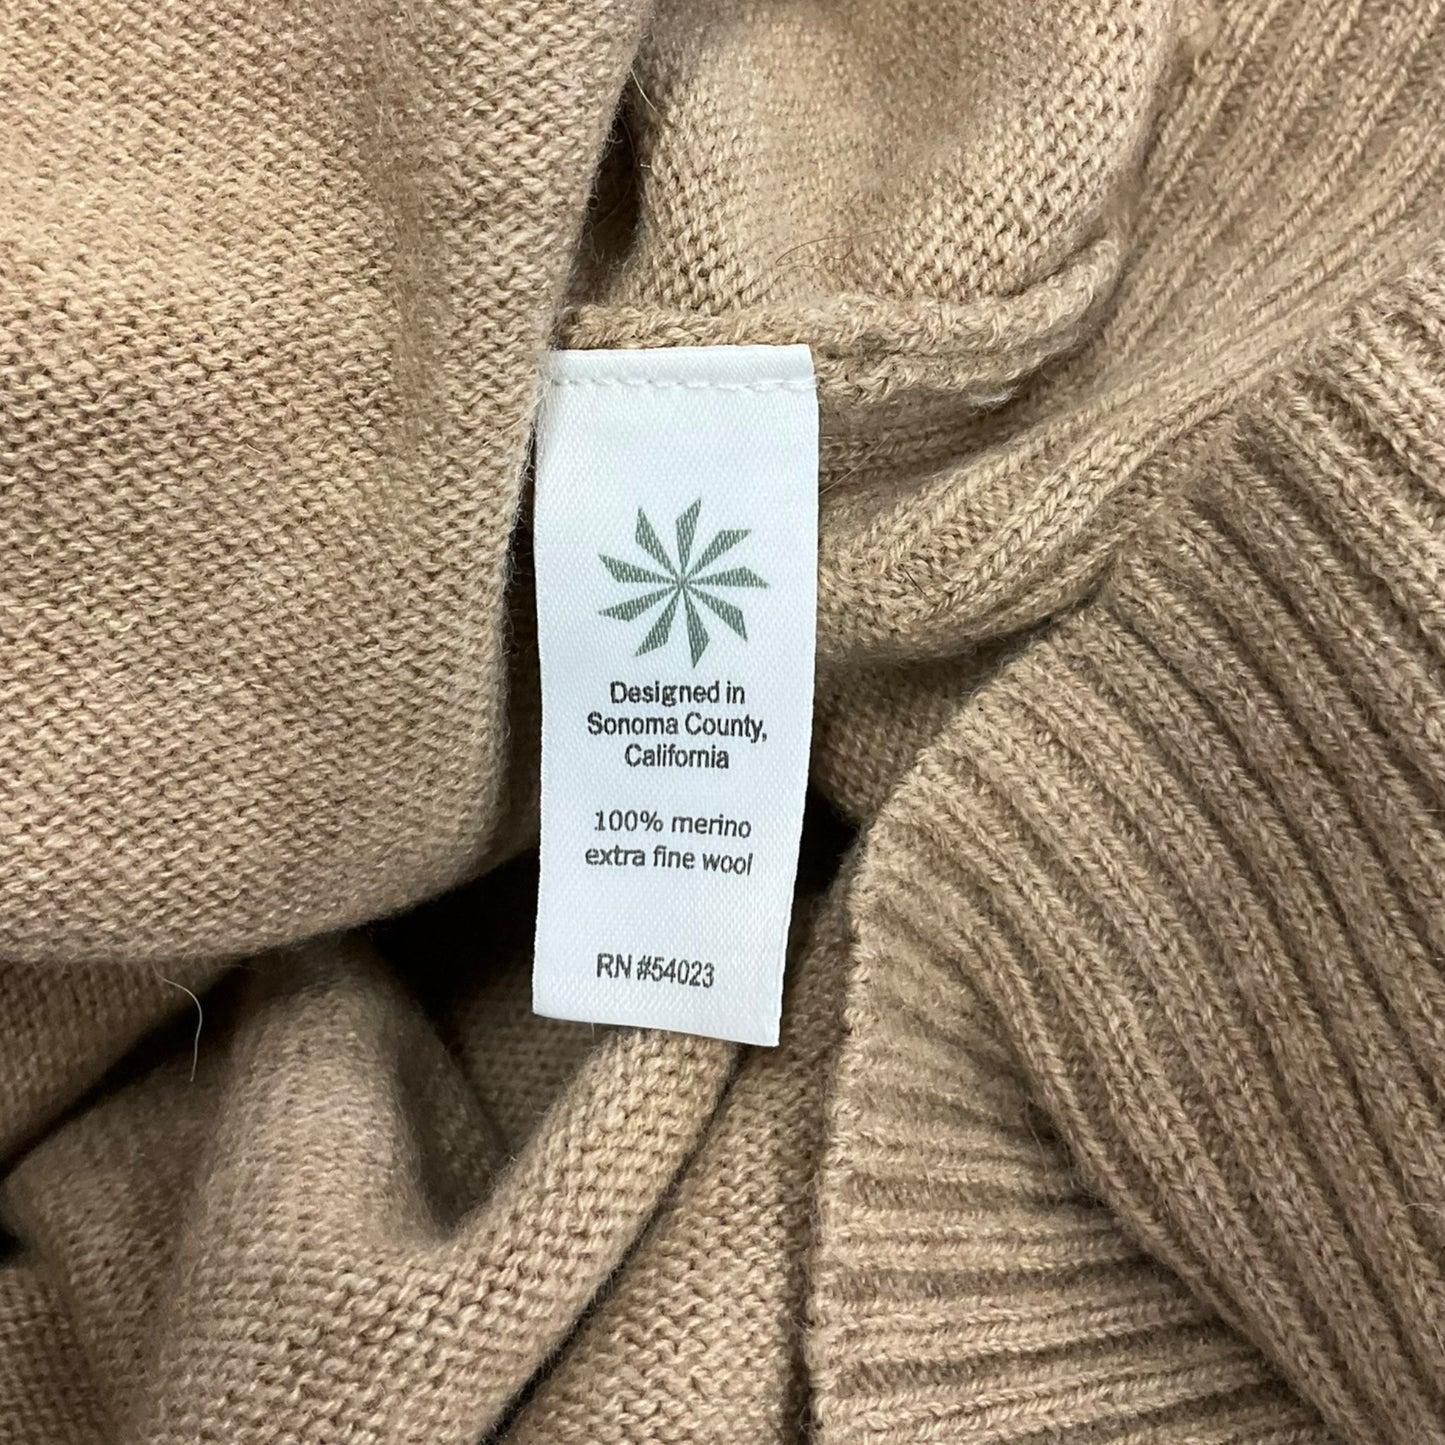 Designed in
Sonoma County,
California
100% merino
extra fine wool
RN #54023